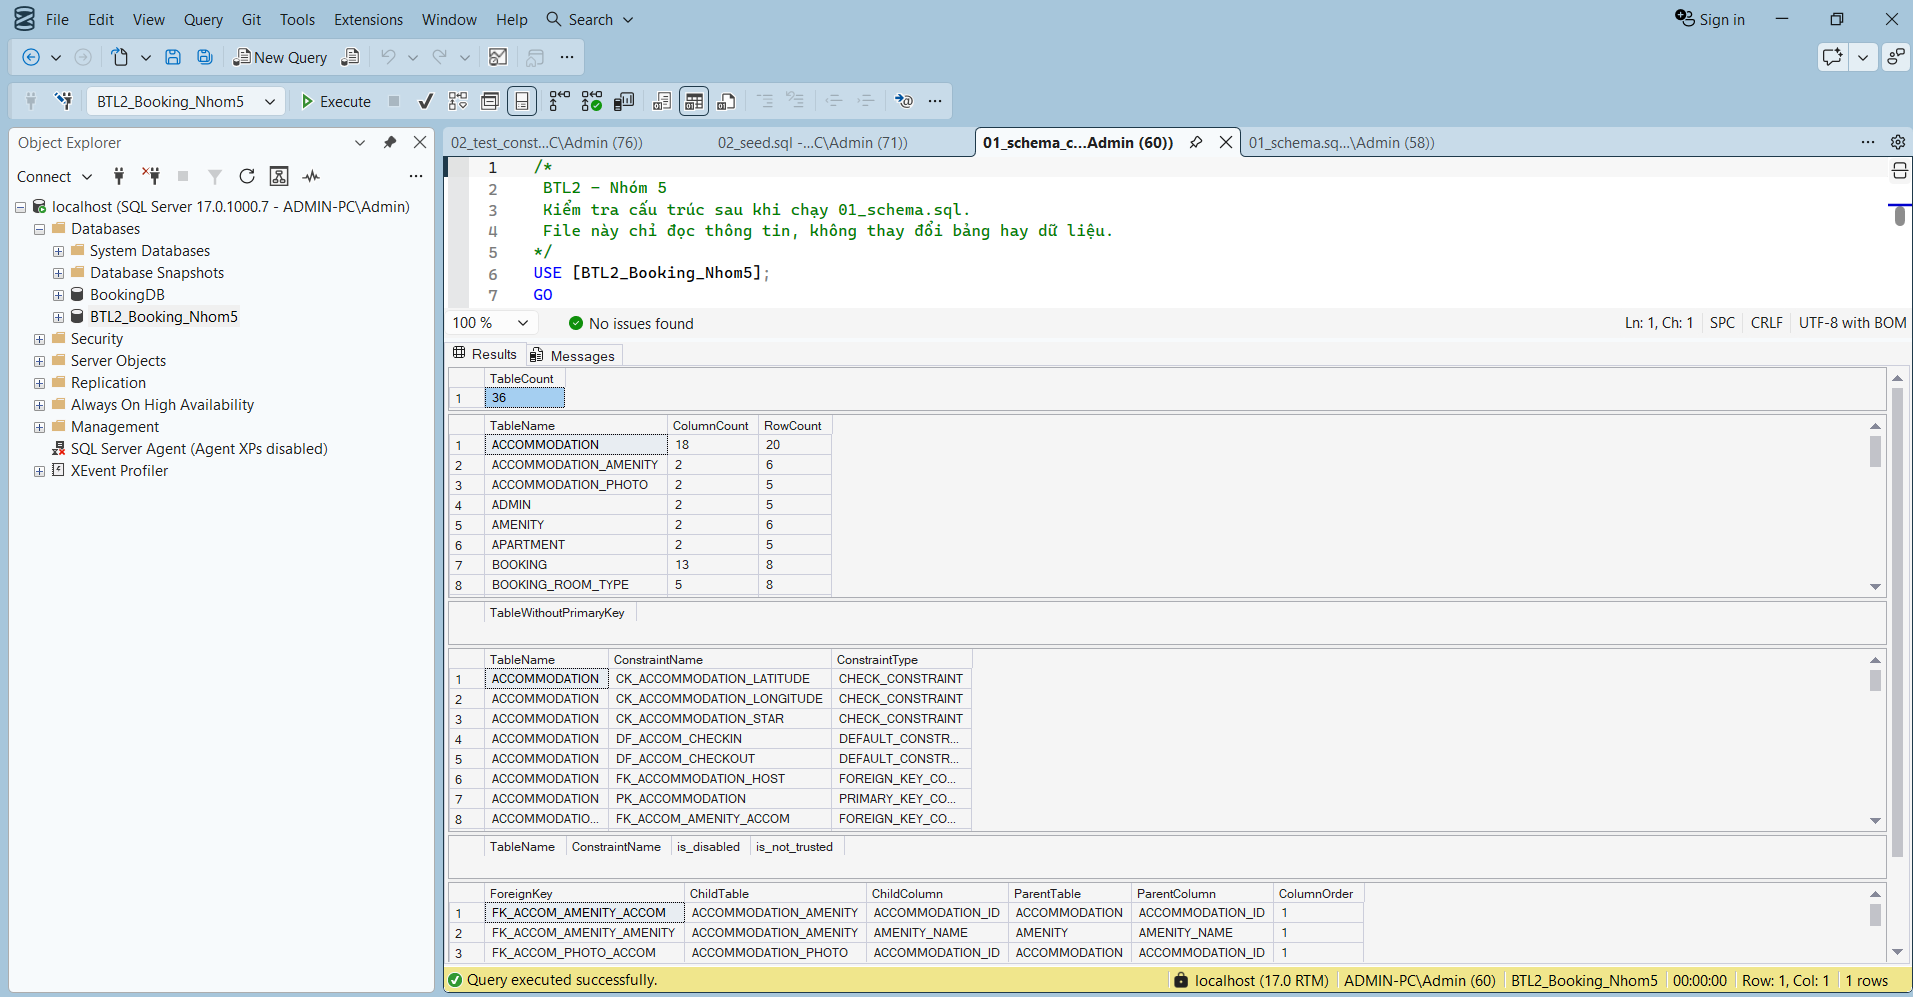 File Edit View Query Git Tools Extensions Window Help Search Sign in
New Query
BTL2_Booking_Nhom5 Execute
Object Explorer
Connect
localhost (SQL Server 17.0.1000.7 - ADMIN-PC\Admin)
Databases
System Databases
Database Snapshots
BookingDB
BTL2_Booking_Nhom5
Security
Server Objects
Replication
Always On High Availability
Management
SQL Server Agent (Agent XPs disabled)
XEvent Profiler
02_test_const...C\Admin (76)) 02_seed.sql -...C\Admin (71)) 01_schema_c...Admin (60)) 01_schema.sq...\Admin (58))
1 /*
2 BTL2 - Nhóm 5
3 Kiểm tra cấu trúc sau khi chạy 01_schema.sql.
4 File này chỉ đọc thông tin, không thay đổi bảng hay dữ liệu.
5 */
6 USE [BTL2_Booking_Nhom5];
7 GO
100 % No issues found Ln: 1, Ch: 1 SPC CRLF UTF-8 with BOM
Results Messages
TableCount
1 36
TableName ColumnCount RowCount
1 ACCOMMODATION 18 20
2 ACCOMMODATION_AMENITY 2 6
3 ACCOMMODATION_PHOTO 2 5
4 ADMIN 2 5
5 AMENITY 2 6
6 APARTMENT 2 5
7 BOOKING 13 8
8 BOOKING_ROOM_TYPE 5 8
TableWithoutPrimaryKey
TableName ConstraintName ConstraintType
1 ACCOMMODATION CK_ACCOMMODATION_LATITUDE CHECK_CONSTRAINT
2 ACCOMMODATION CK_ACCOMMODATION_LONGITUDE CHECK_CONSTRAINT
3 ACCOMMODATION CK_ACCOMMODATION_STAR CHECK_CONSTRAINT
4 ACCOMMODATION DF_ACCOM_CHECKIN DEFAULT_CONSTR...
5 ACCOMMODATION DF_ACCOM_CHECKOUT DEFAULT_CONSTR...
6 ACCOMMODATION FK_ACCOMMODATION_HOST FOREIGN_KEY_CO...
7 ACCOMMODATION PK_ACCOMMODATION PRIMARY_KEY_CO...
8 ACCOMMODATIO... FK_ACCOM_AMENITY_ACCOM FOREIGN_KEY_CO...
TableName ConstraintName is_disabled is_not_trusted
ForeignKey ChildTable ChildColumn ParentTable ParentColumn ColumnOrder
1 FK_ACCOM_AMENITY_ACCOM ACCOMMODATION_AMENITY ACCOMMODATION_ID ACCOMMODATION ACCOMMODATION_ID 1
2 FK_ACCOM_AMENITY_AMENITY ACCOMMODATION_AMENITY AMENITY_NAME AMENITY AMENITY_NAME 1
3 FK_ACCOM_PHOTO_ACCOM ACCOMMODATION_PHOTO ACCOMMODATION_ID ACCOMMODATION ACCOMMODATION_ID 1
Query executed successfully. localhost (17.0 RTM) ADMIN-PC\Admin (60) BTL2_Booking_Nhom5 00:00:00 Row: 1, Col: 1 1 rows